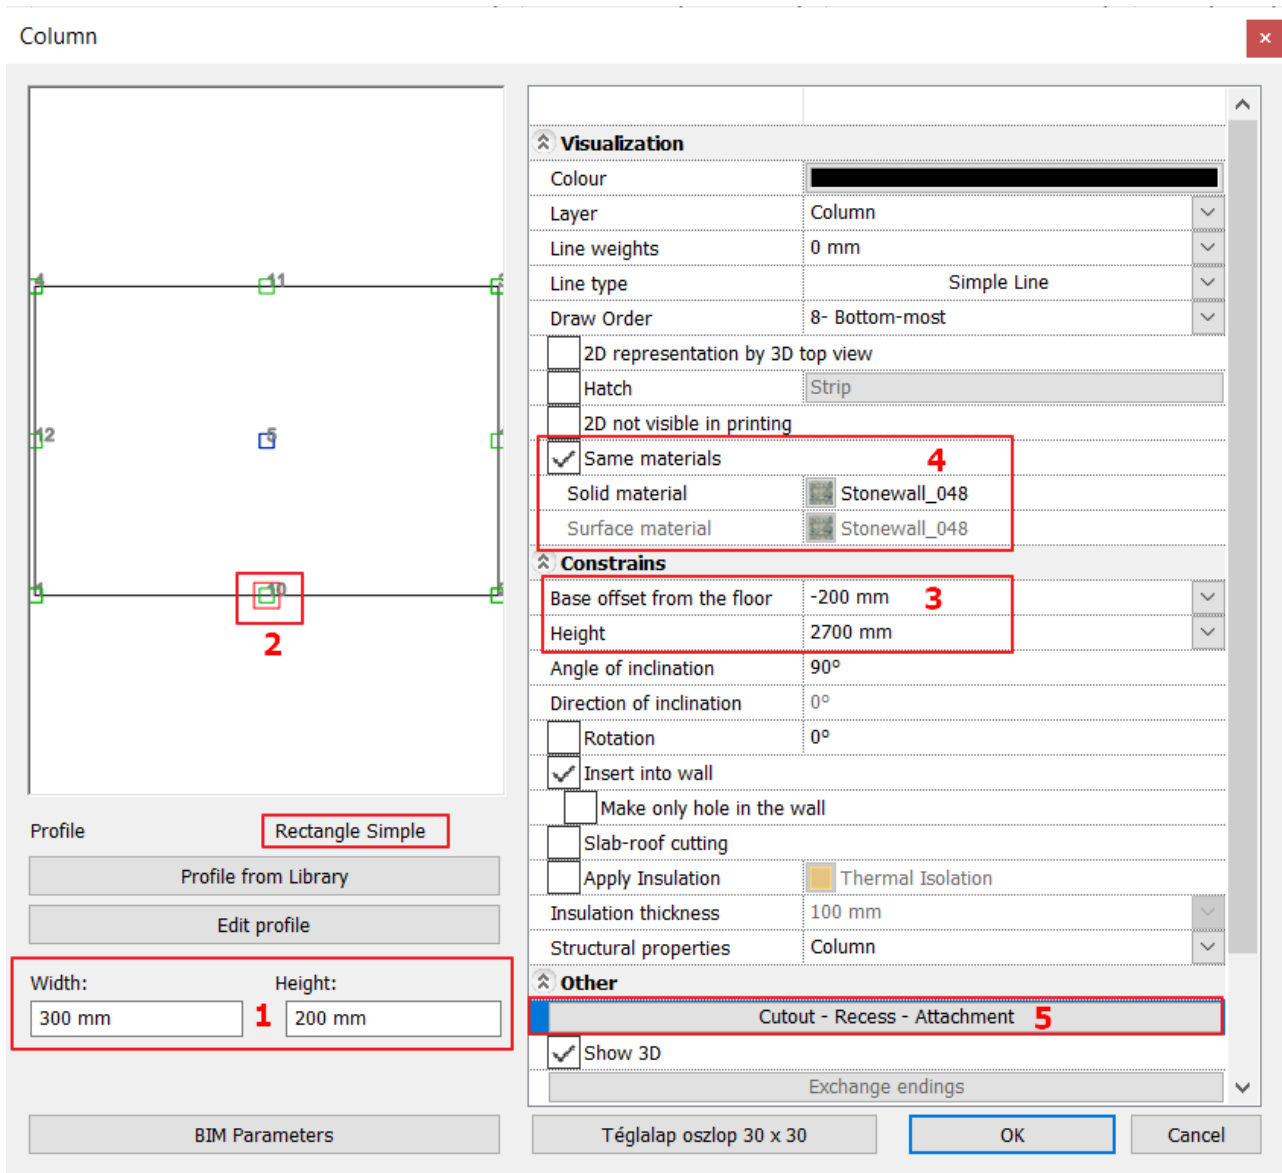 Column
x
Visualization
Colour
Layer Column
Line weights 0 mm
Line type Simple Line
Draw Order 8- Bottom-most
2D representation by 3D top view
Hatch Strip
2D not visible in printing
Same materials 4
Solid material Stonewall_048
Surface material Stonewall_048
Constrains
Base offset from the floor -200 mm 3
Height 2700 mm
Angle of inclination 90°
Direction of inclination 0°
Rotation 0°
Insert into wall
Make only hole in the wall
Slab-roof cutting
Apply Insulation Thermal Isolation
Insulation thickness 100 mm
Structural properties Column
Other
Cutout - Recess - Attachment 5
Show 3D
Exchange endings
11
12 5
10
2
Profile Rectangle Simple
Profile from Library
Edit profile
Width: Height:
300 mm 1 200 mm
BIM Parameters Téglalap oszlop 30 x 30 OK Cancel